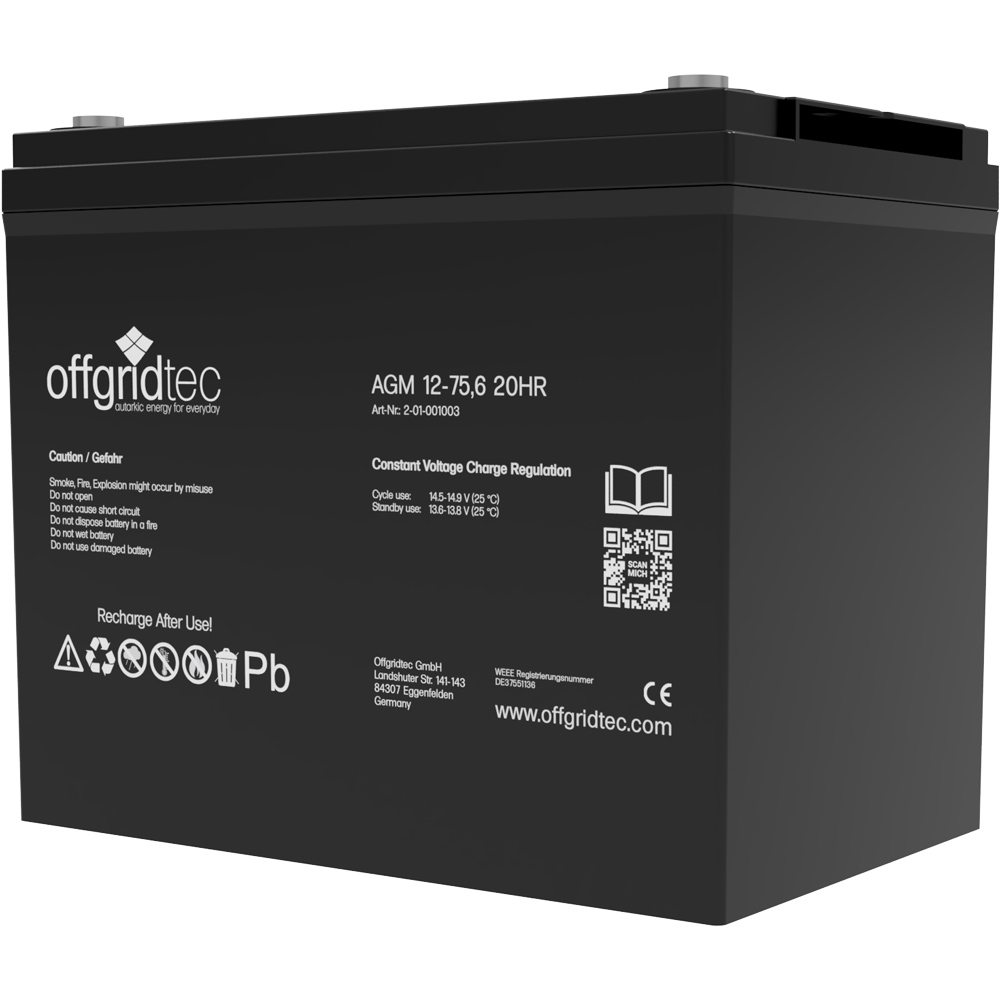 offgridtec
autarkic energy for everyday
Caution / Gefahr
Smoke, Fire, Explosion might occur by misuse
Do not open
Do not cause short circuit
Do not dispose battery in a fire
Do not wet battery
Do not use damaged battery
Recharge After Use!
Pb
AGM 12-75,6 20HR
Art-Nr.: 2-01-001003
Constant Voltage Charge Regulation
Cycle use: 14.5-14.9 V (25 °C)
Standby use: 13.6-13.8 V (25 °C)
SCAN
MICH
Offgridtec GmbH
Landshuter Str. 141-143
84307 Eggenfelden
Germany
WEEE Registrierungsnummer
DE37551136
CE
www.offgridtec.com